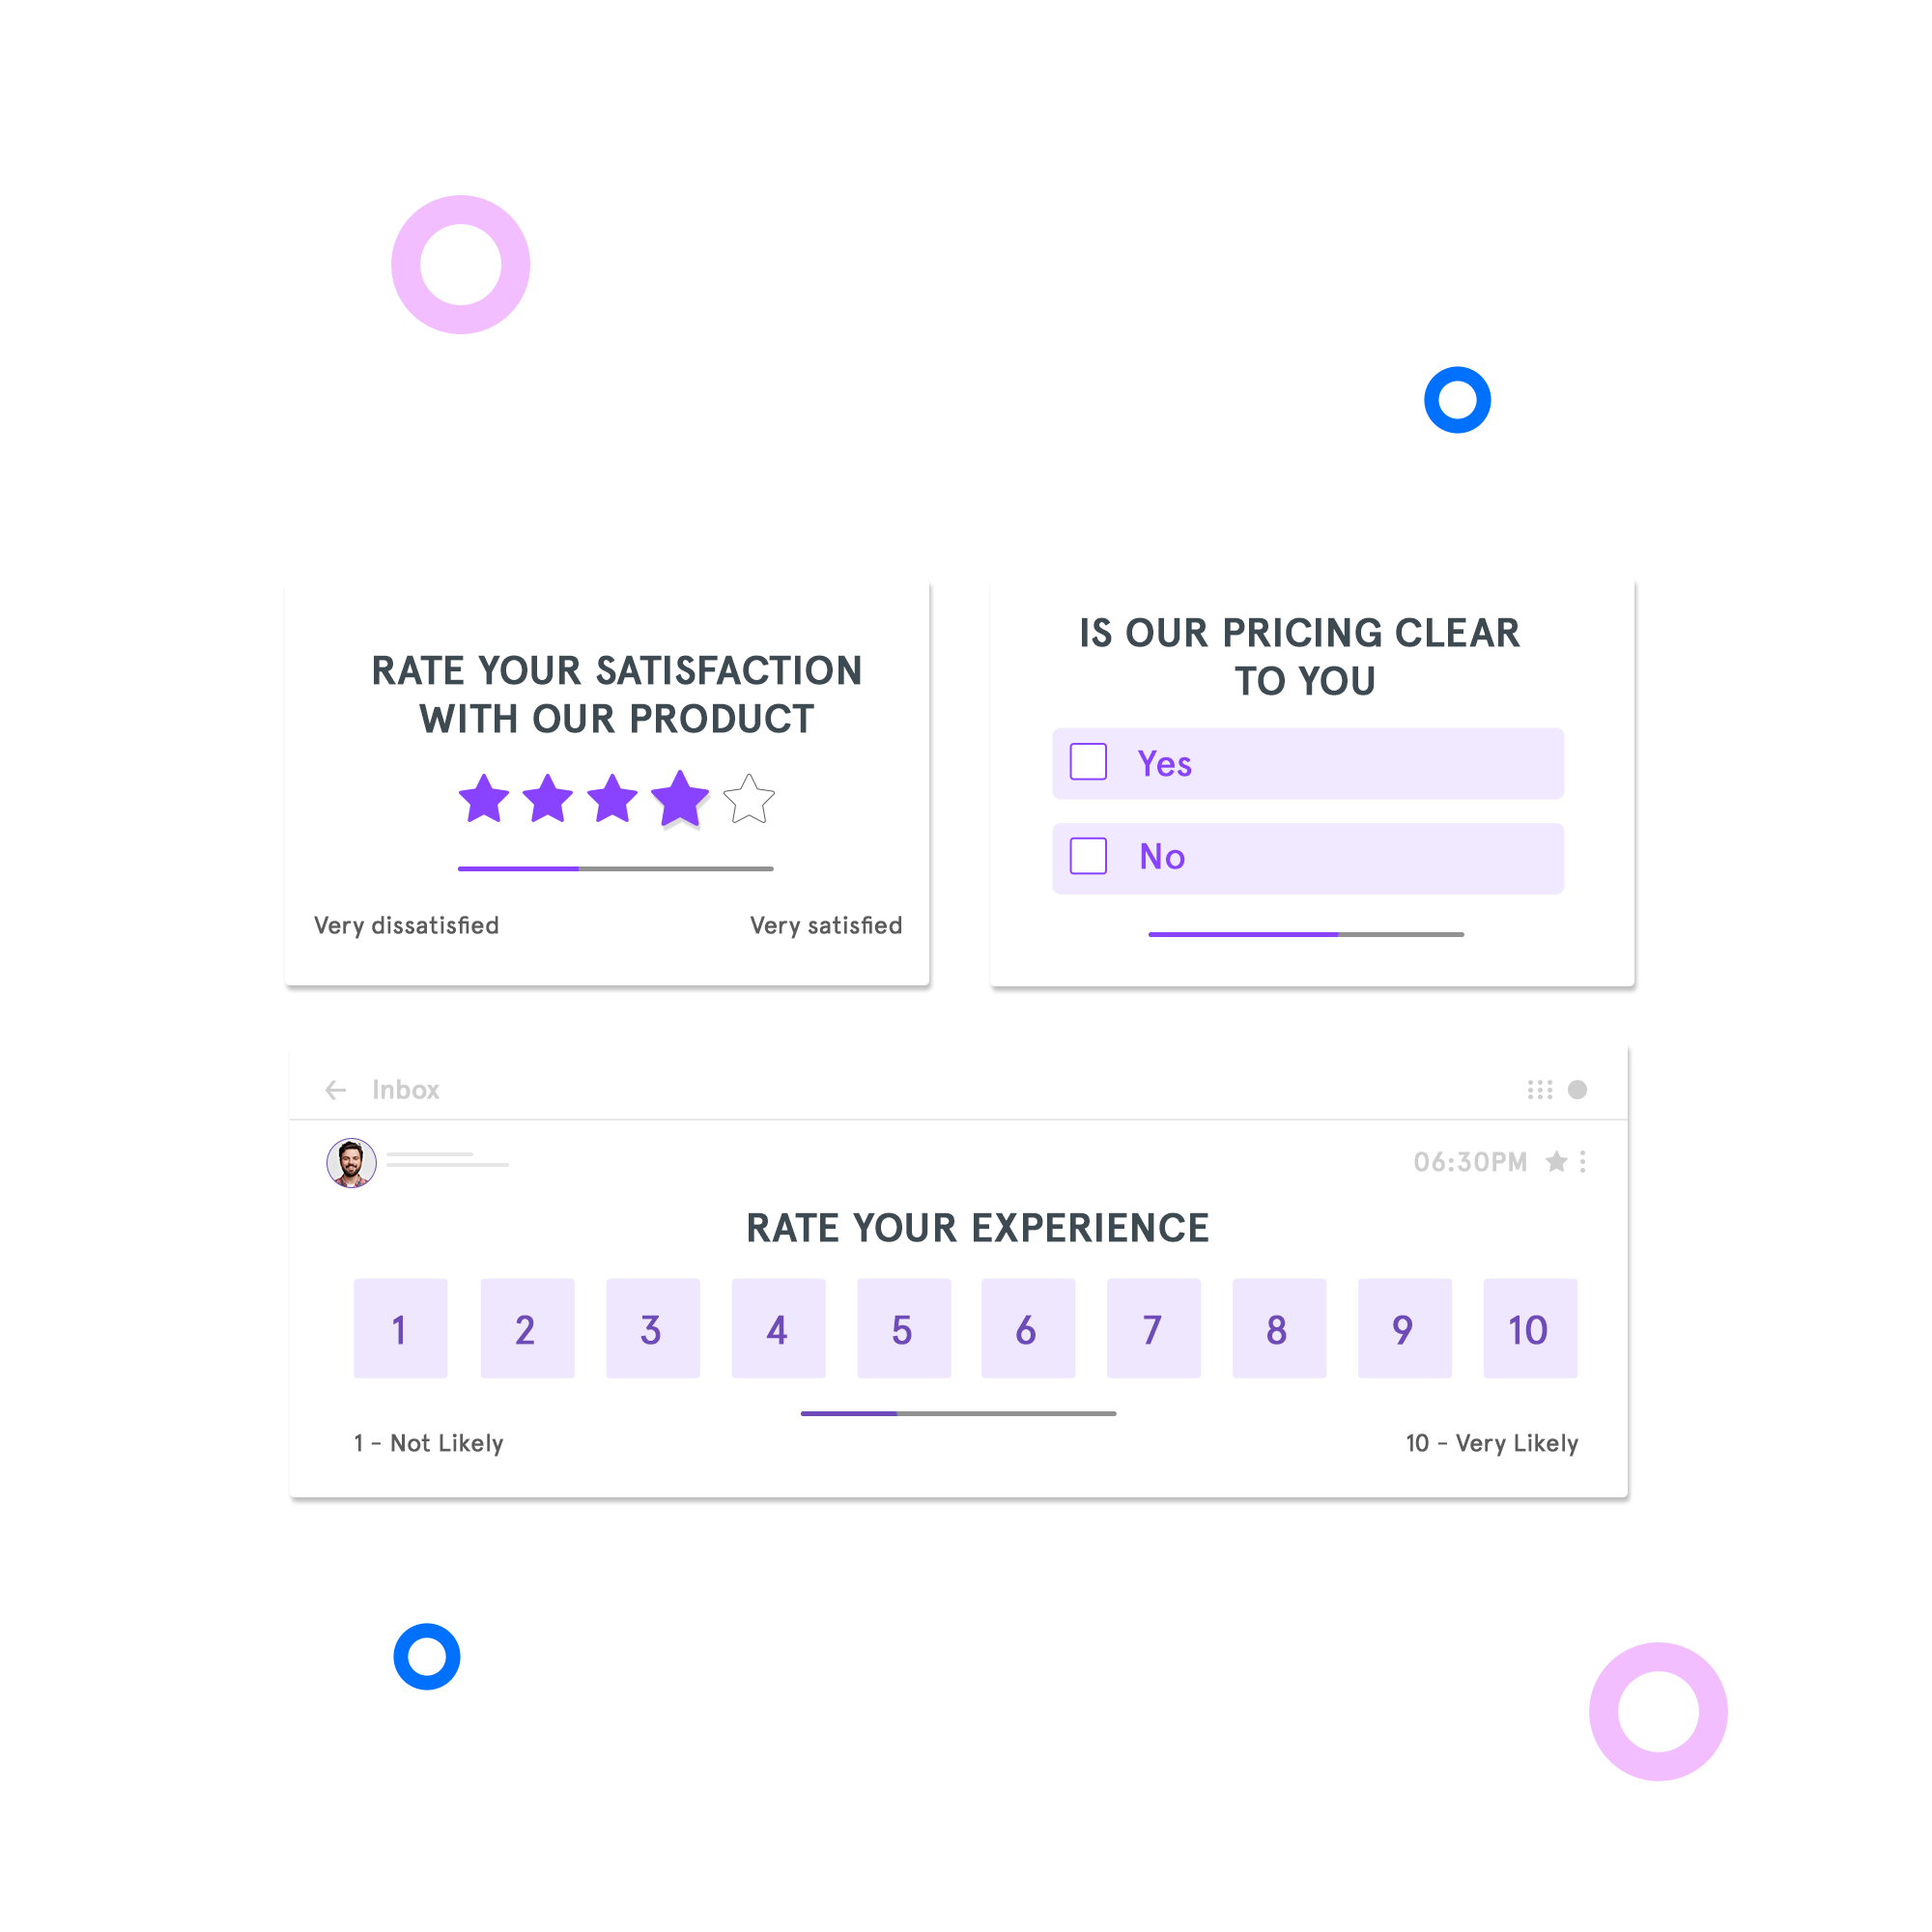 RATE YOUR SATISFACTION
WITH OUR PRODUCT
Very dissatisfied
Very satisfied
IS OUR PRICING CLEAR
TO YOU
Yes
No
Inbox
06:30PM
RATE YOUR EXPERIENCE
1 2 3 4 5 6 7 8 9 10
1 - Not Likely
10 - Very Likely